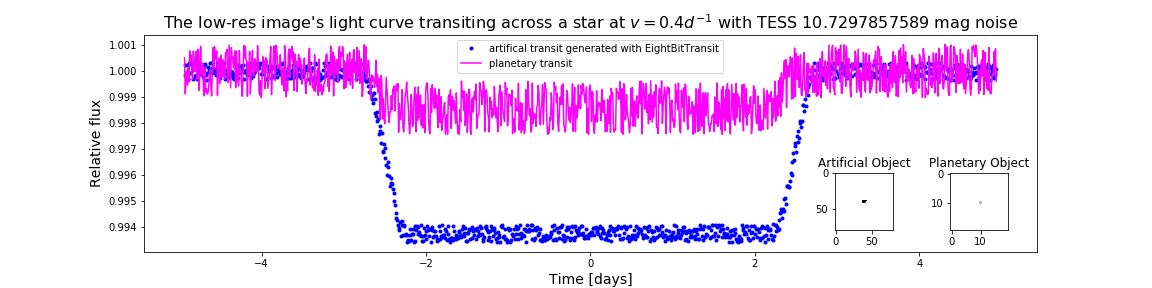 The low-res image's light curve transiting across a star at v = 0.4d⁻¹ with TESS 10.7297857589 mag noise
artifical transit generated with EightBitTransit
planetary transit
Relative flux
1.001
1.000
0.999
0.998
0.997
0.996
0.995
0.994
Artificial Object
0
50
0 50
Planetary Object
0
10
0 10
−4 −2 0 2 4
Time [days]